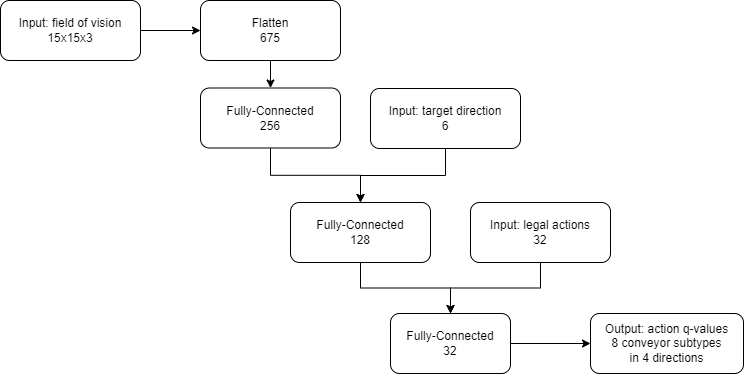 Input: field of vision
15x15x3
Flatten
675
Fully-Connected
256
Input: target direction
6
Fully-Connected
128
Input: legal actions
32
Fully-Connected
32
Output: action q-values
8 conveyor subtypes
in 4 directions